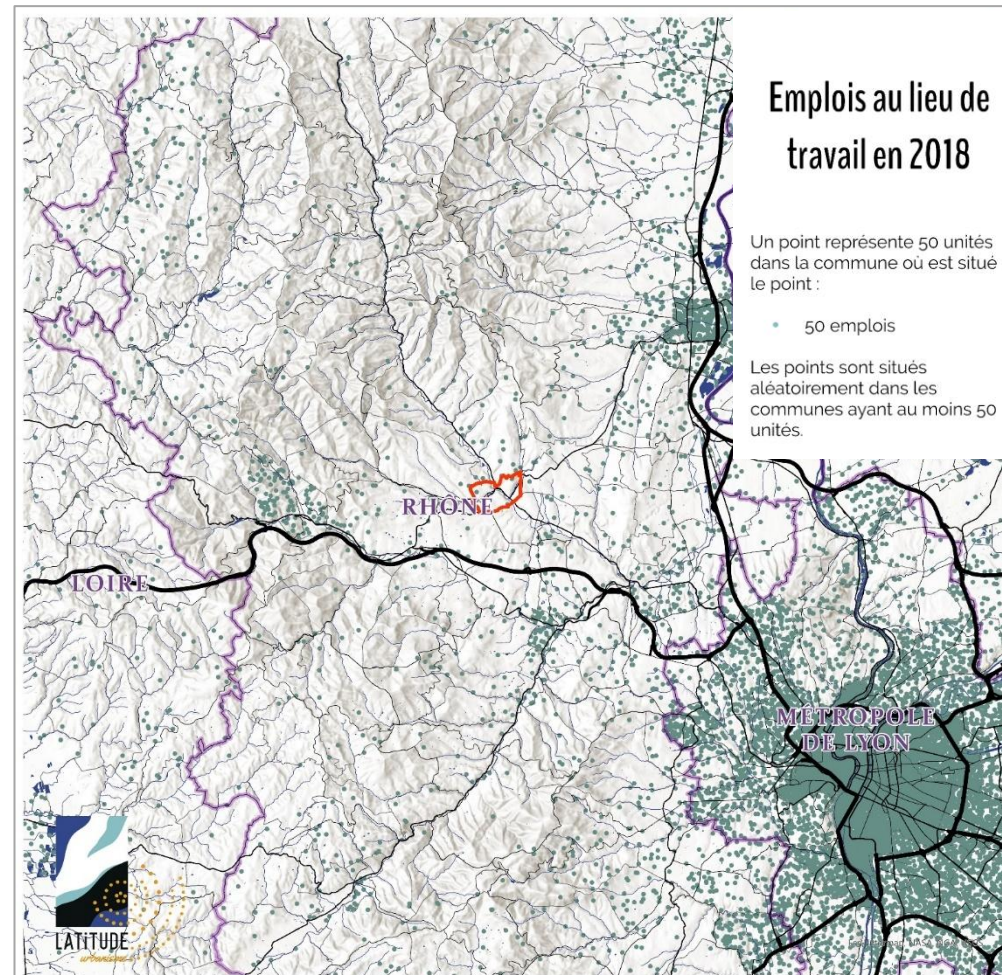 Emplois au lieu de
travail en 2018
Un point représente 50 unités
dans la commune où est situé
le point :
50 emplois
Les points sont situés
aléatoirement dans les
communes ayant au moins 50
unités.
RHÔNE
LOIRE
MÉTROPOLE
DE LYON
LATITUDE
urbanisme